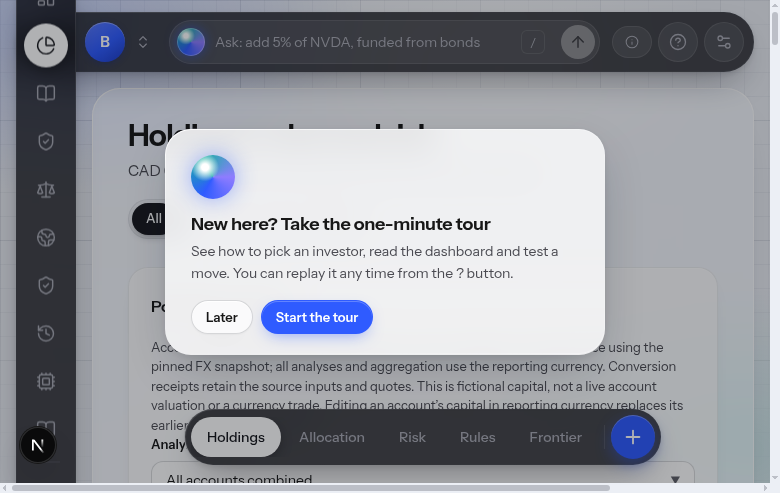 B
Ask: add 5% of NVDA, funded from bonds
/
CAD
All
New here? Take the one-minute tour
See how to pick an investor, read the dashboard and test a
move. You can replay it any time from the ? button.
Later
Start the tour
using the
pinned FX snapshot; all analyses and aggregation use the reporting currency. Conversion
receipts retain the source inputs and quotes. This is fictional capital, not a live account
valuation or a currency trade. Editing an account's capital in reporting currency replaces its
earlier
Holdings
Allocation
Risk
Rules
Frontier
N
All accounts combined